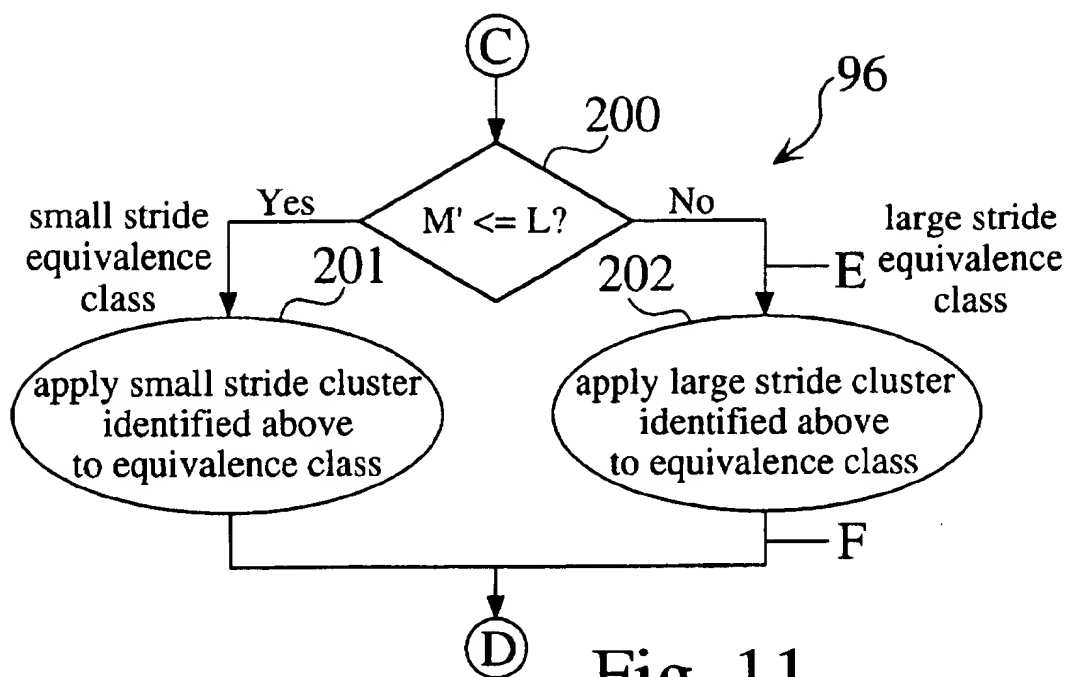 C
96
200
Yes
M' <= L?
No
small stride
equivalence
class
201
202
E
large stride
equivalence
class
apply small stride cluster
identified above
to equivalence class
apply large stride cluster
identified above
to equivalence class
F
D
Fig. 11